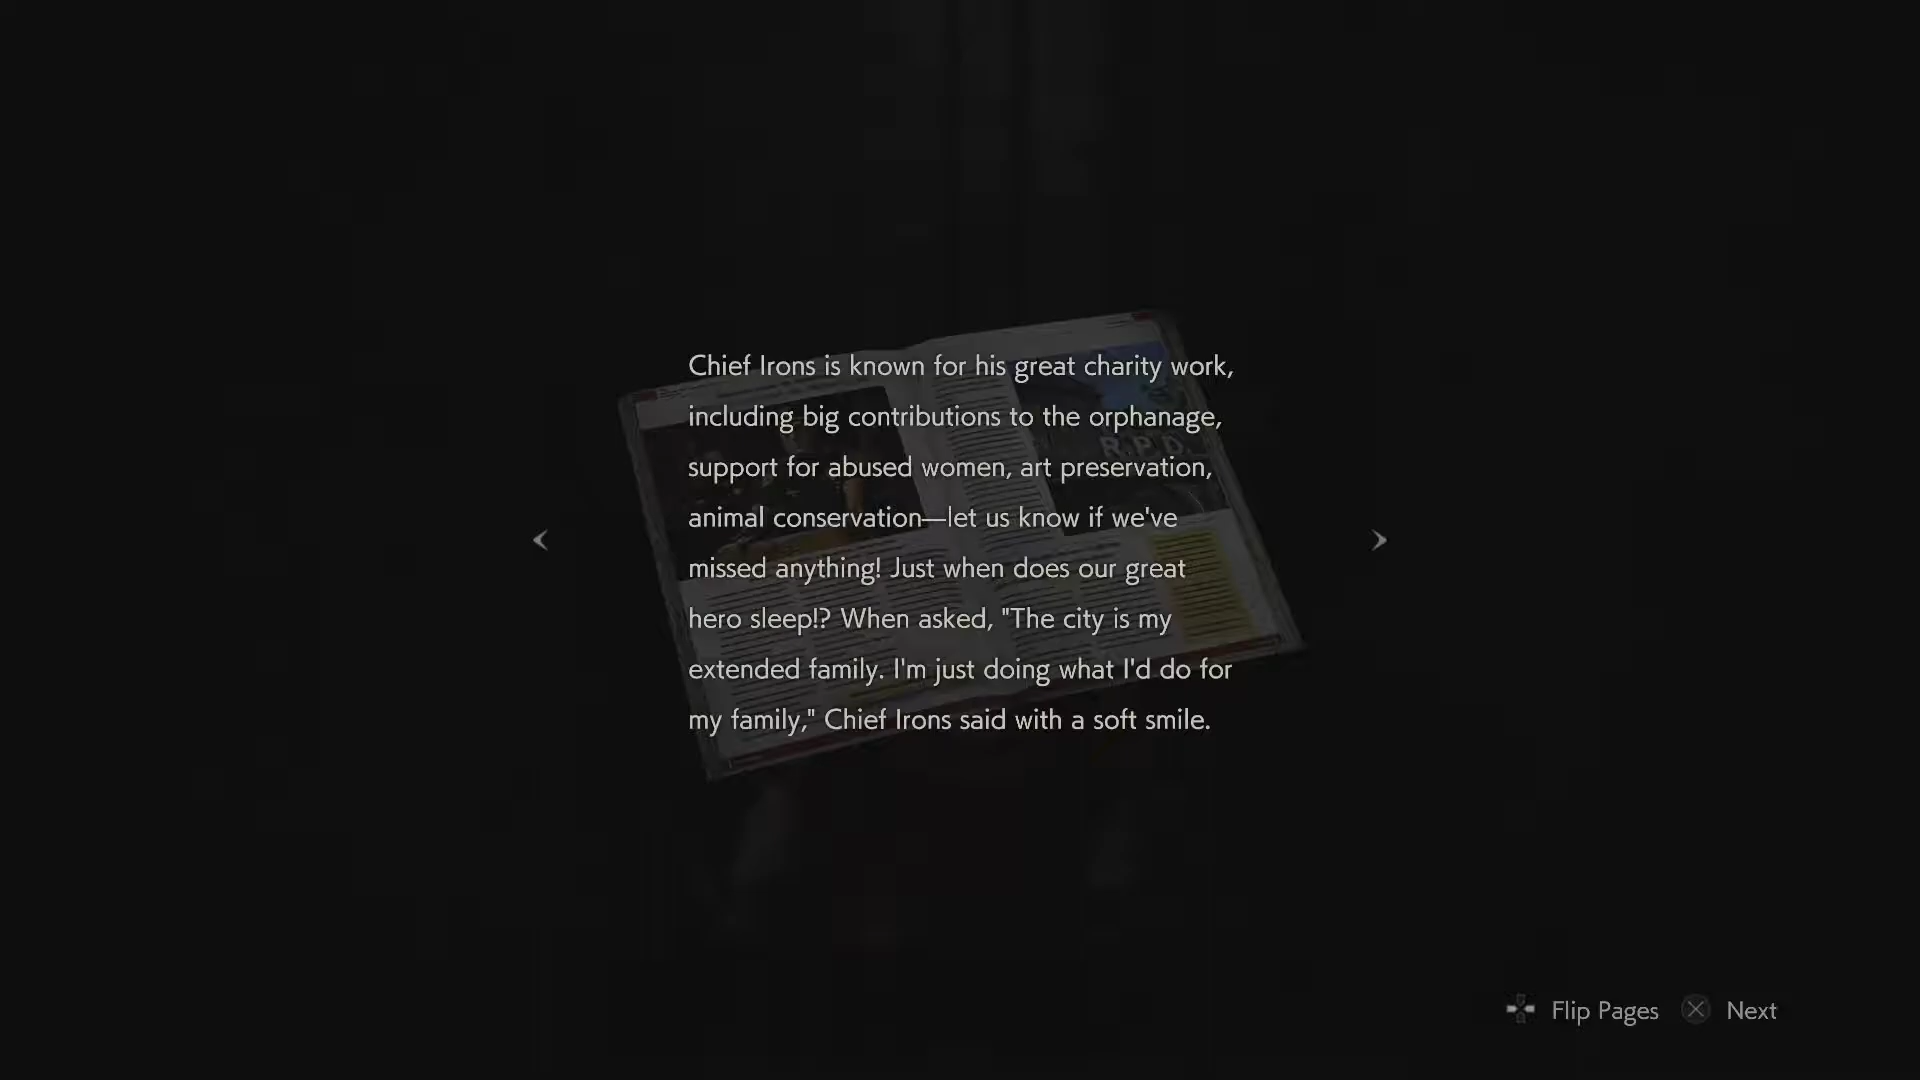 Chief Irons is known for his great charity work,
including big contributions to the orphanage,
support for abused women, art preservation,
animal conservation—let us know if we've
missed anything! Just when does our great
hero sleep!? When asked, "The city is my
extended family. I'm just doing what I'd do for
my family," Chief Irons said with a soft smile.
R.P.D.
Flip Pages Next